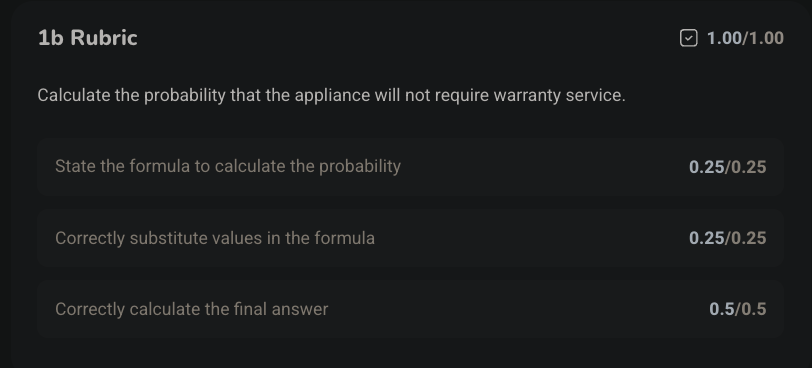 1b Rubric
1.00/1.00
Calculate the probability that the appliance will not require warranty service.
State the formula to calculate the probability
0.25/0.25
Correctly substitute values in the formula
0.25/0.25
Correctly calculate the final answer
0.5/0.5